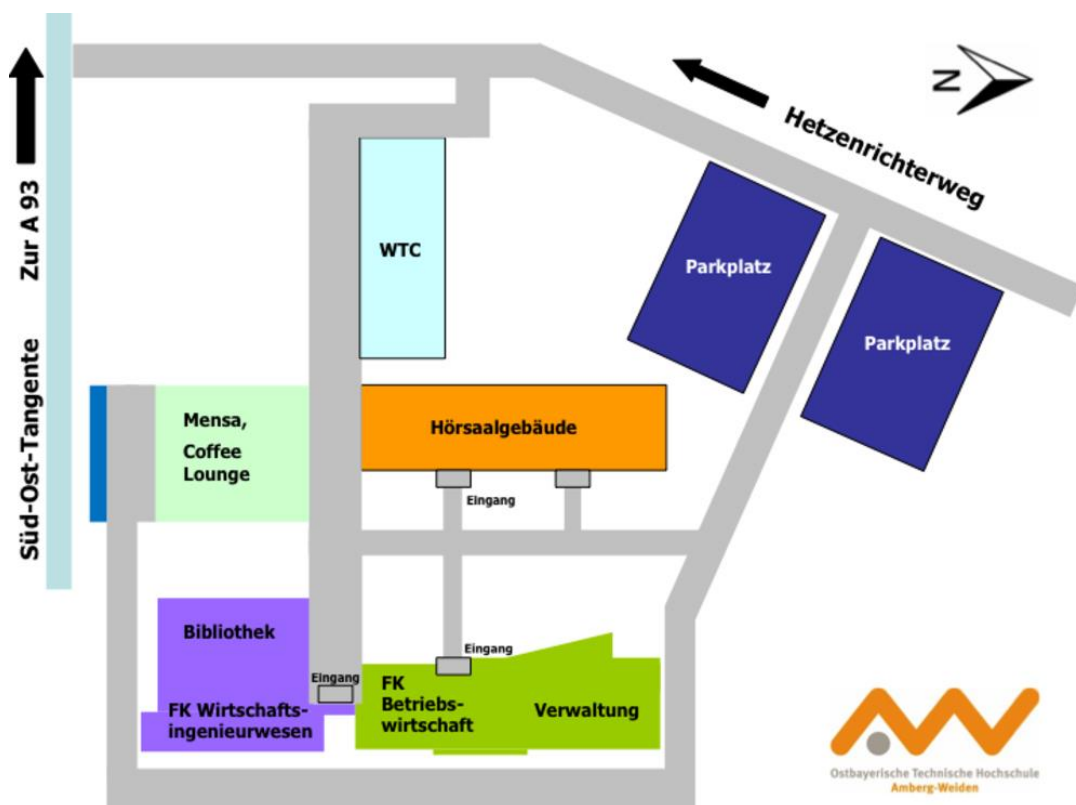 Süd-Ost-Tangente Zur A 93
Hetzenrichterweg
N
WTC
Parkplatz
Parkplatz
Mensa,
Coffee
Lounge
Hörsaalgebäude
Eingang
Bibliothek
Eingang
Eingang
FK
Betriebs-
wirtschaft
Verwaltung
FK Wirtschafts-
ingenieurwesen
Ostbayerische Technische Hochschule
Amberg-Weiden